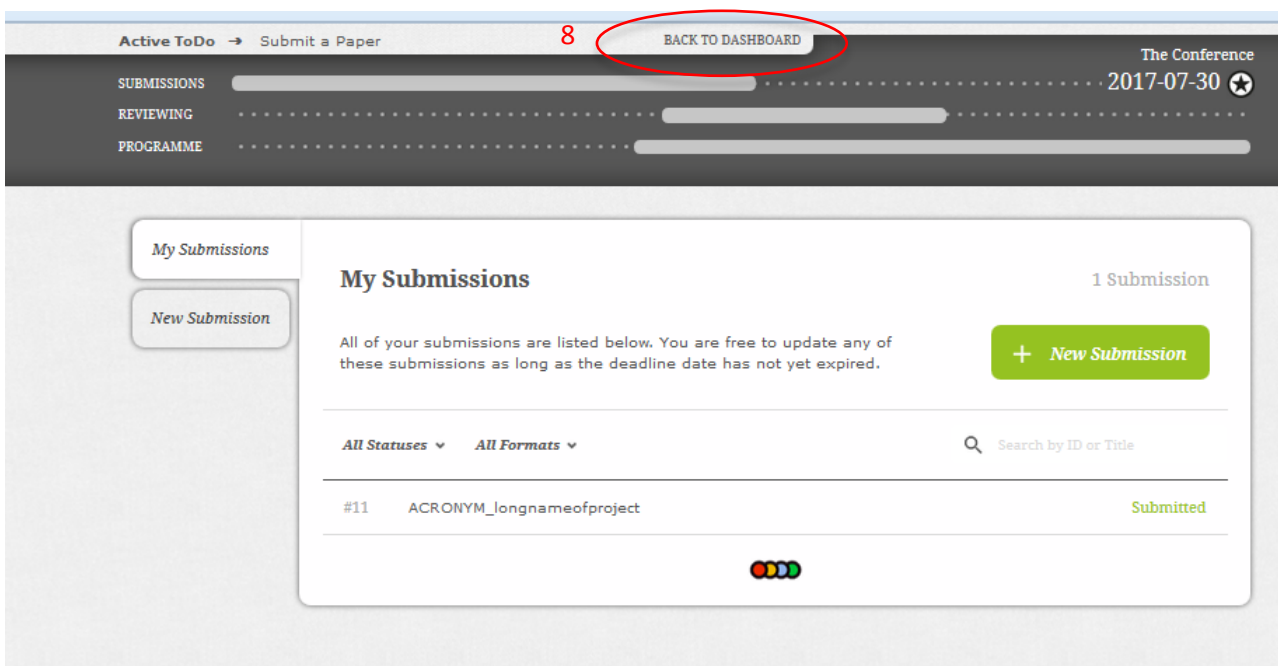 Active ToDo → Submit a Paper 8 BACK TO DASHBOARD
The Conference
SUBMISSIONS 2017-07-30
REVIEWING
PROGRAMME
My Submissions
New Submission
My Submissions 1 Submission
All of your submissions are listed below. You are free to update any of
these submissions as long as the deadline date has not yet expired.
+ New Submission
All Statuses All Formats Search by ID or Title
#11 ACRONYM_longnameofproject Submitted